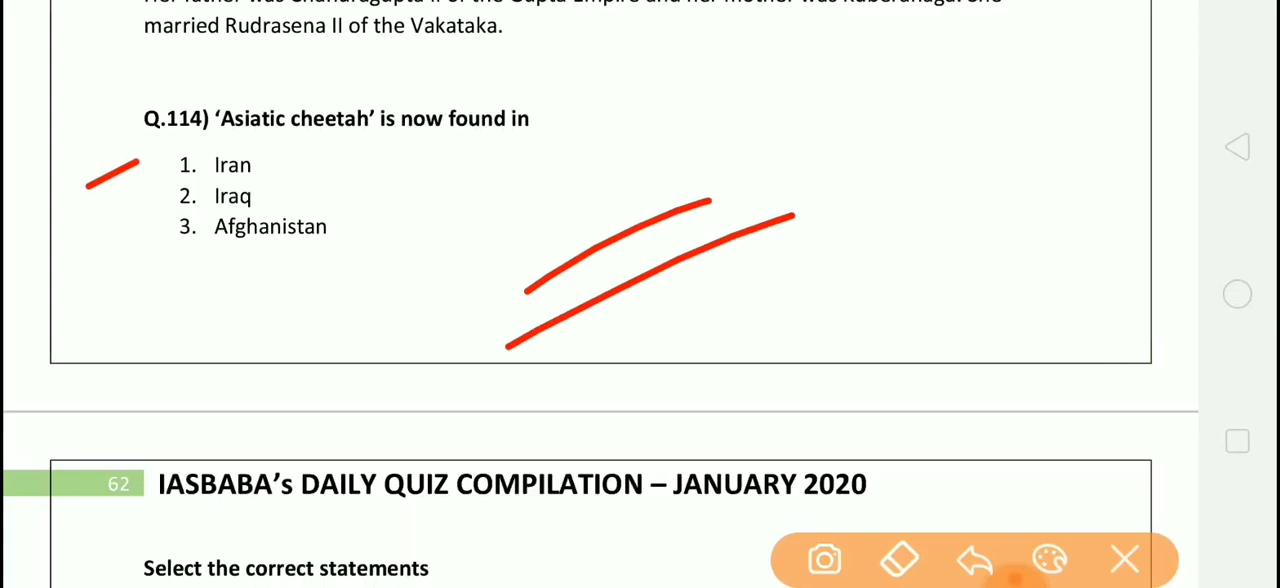 married Rudrasena II of the Vakataka.
Q.114) ‘Asiatic cheetah’ is now found in
1. Iran
2. Iraq
3. Afghanistan
62 IASBABA’s DAILY QUIZ COMPILATION – JANUARY 2020
Select the correct statements